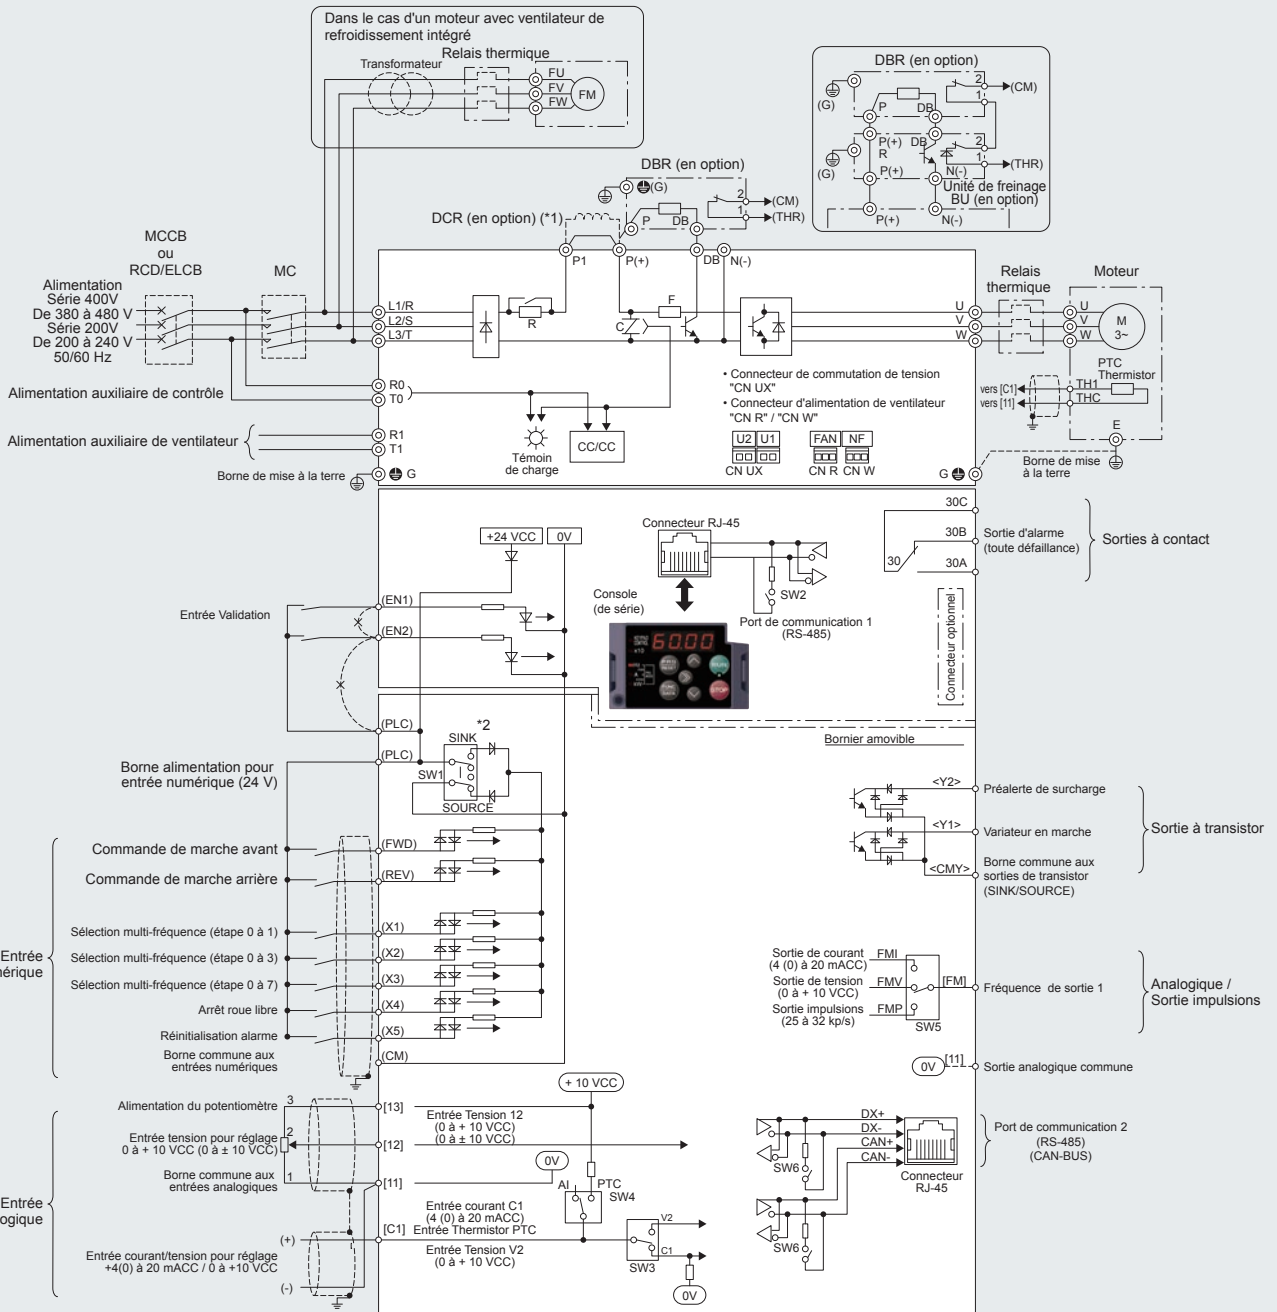 Dans le cas d'un moteur avec ventilateur de
refroidissement intégré
Relais thermique
Transformateur
FU
FV
FW
FM
DBR (en option)
(G)
P
DB
2
1
(CM)
P(+)
R
DB
2
1
(THR)
(G)
P(+)
N(-)
Unité de freinage
BU (en option)
P(+)
N(-)
DBR (en option)
(G)
P
DB
2
1
(CM)
(THR)
DCR (en option) (*1)
P1
P(+)
DB
N(-)
MCCB
ou
RCD/ELCB
MC
Alimentation
Série 400V
De 380 à 480 V
Série 200V
De 200 à 240 V
50/60 Hz
L1/R
L2/S
L3/T
R
C
F
U
V
W
Relais
thermique
Moteur
U
V
W
M
3~
PTC
Thermistor
vers [C1]
TH1
vers [11]
THC
E
Borne de mise
à la terre
Alimentation auxiliaire de contrôle
R0
T0
Alimentation auxiliaire de ventilateur
R1
T1
Borne de mise à la terre
G
Témoin
de charge
CC/CC
• Connecteur de commutation de tension
"CN UX"
• Connecteur d'alimentation de ventilateur
"CN R" / "CN W"
U2 U1
CN UX
FAN NF
CN R CN W
G
+24 VCC
0V
Connecteur RJ-45
SW2
Console
(de série)
Port de communication 1
(RS-485)
60.00
RUN
STOP
30C
30B
30
30A
Sortie d'alarme
(toute défaillance)
Sorties à contact
Connecteur optionnel
Entrée Validation
(EN1)
(EN2)
(PLC)
Bornier amovible
*2
SINK
SW1
SOURCE
Borne alimentation pour
entrée numérique (24 V)
(PLC)
Commande de marche avant
(FWD)
Commande de marche arrière
(REV)
Sélection multi-fréquence (étape 0 à 1)
(X1)
Sélection multi-fréquence (étape 0 à 3)
(X2)
Sélection multi-fréquence (étape 0 à 7)
(X3)
Arrêt roue libre
(X4)
Réinitialisation alarme
(X5)
Borne commune aux
entrées numériques
(CM)
Entrée
mérique
<Y2>
Préalerte de surcharge
<Y1>
Variateur en marche
<CMY>
Borne commune aux
sorties de transistor
(SINK/SOURCE)
Sortie à transistor
Sortie de courant
(4 (0) à 20 mACC)
FMI
Sortie de tension
(0 à + 10 VCC)
FMV
Sortie impulsions
(25 à 32 kp/s)
FMP
SW5
[FM]
Fréquence de sortie 1
Analogique /
Sortie impulsions
0V
[11]
Sortie analogique commune
Alimentation du potentiomètre
3
[13]
Entrée tension pour réglage
0 à + 10 VCC (0 à ± 10 VCC)
2
[12]
Borne commune aux
entrées analogiques
1
[11]
Entrée
logique
Entrée courant/tension pour réglage
+4(0) à 20 mACC / 0 à +10 VCC
(+)
(-)
[C1]
+ 10 VCC
Entrée Tension 12
(0 à + 10 VCC)
(0 à ± 10 VCC)
0V
AI
PTC
SW4
Entrée courant C1
(4 (0) à 20 mACC)
Entrée Thermistor PTC
Entrée Tension V2
(0 à + 10 VCC)
V2
C1
SW3
0V
DX+
DX-
CAN+
CAN-
SW6
SW6
Connecteur
RJ-45
Port de communication 2
(RS-485)
(CAN-BUS)